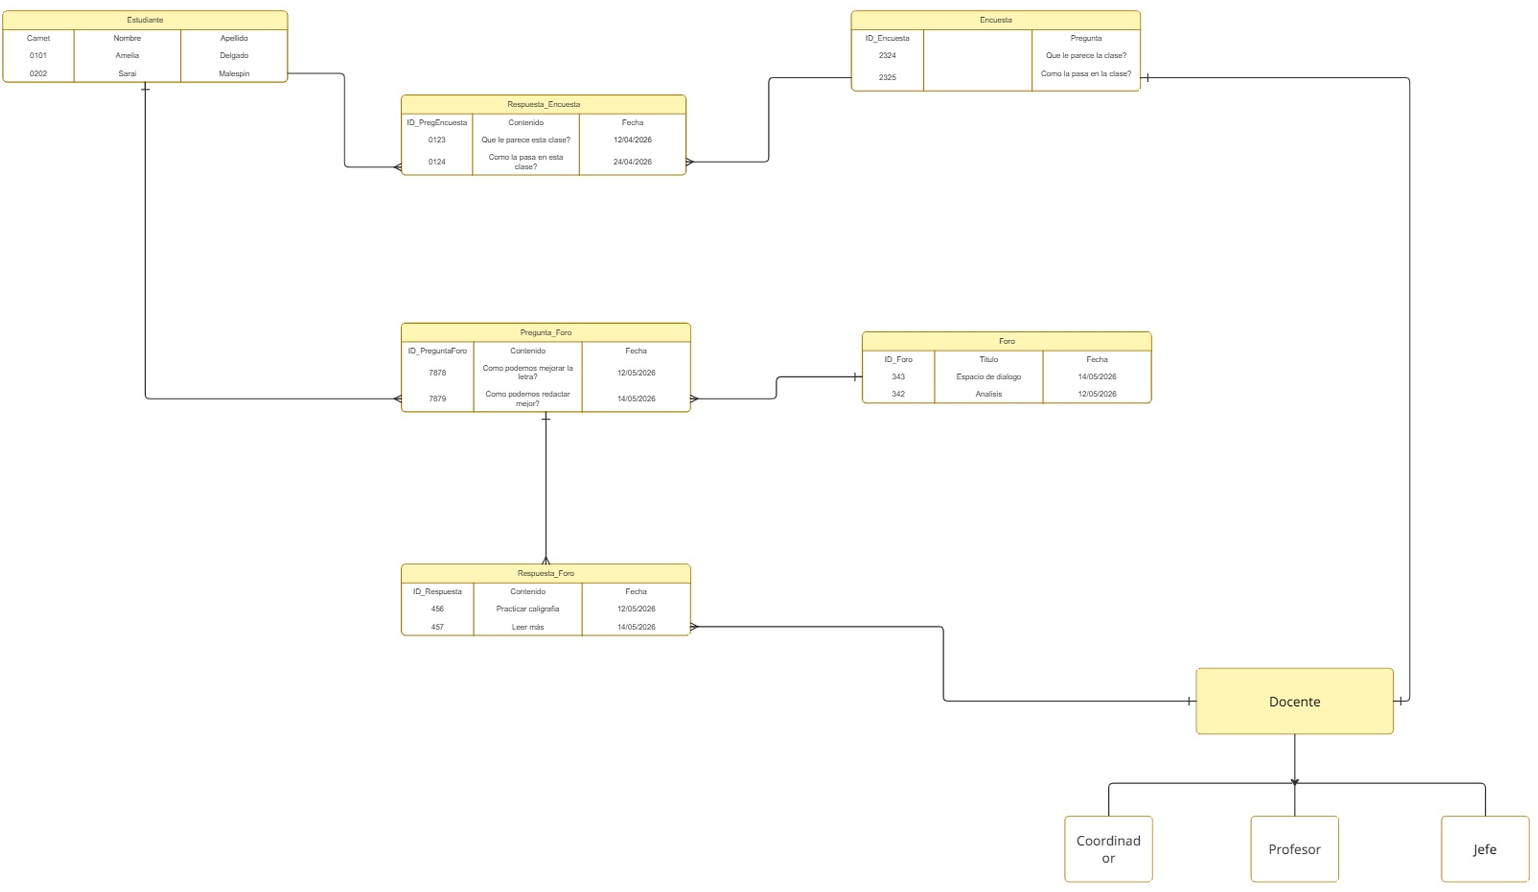 Estudiante
Carnet Nombre Apellido
0101 Amelia Delgado
0202 Sarai Malespin
Encuesta
ID_Encuesta Pregunta
2324 Que le parece la clase?
2325 Como la pasa en la clase?
Respuesta_Encuesta
ID_PregEncuesta Contenido Fecha
0123 Que le parece esta clase? 12/04/2026
0124 Como la pasa en esta 24/04/2026
clase?
Pregunta_Foro
ID_PreguntaForo Contenido Fecha
7878 Como podemos mejorar la 12/05/2026
letra?
7879 Como podemos redactar 14/05/2026
mejor?
Foro
ID_Foro Titulo Fecha
343 Espacio de dialogo 14/05/2026
342 Analisis 12/05/2026
Respuesta_Foro
ID_Respuesta Contenido Fecha
456 Practicar caligrafia 12/05/2026
457 Leer más 14/05/2026
Docente
Coordinad
or
Profesor
Jefe